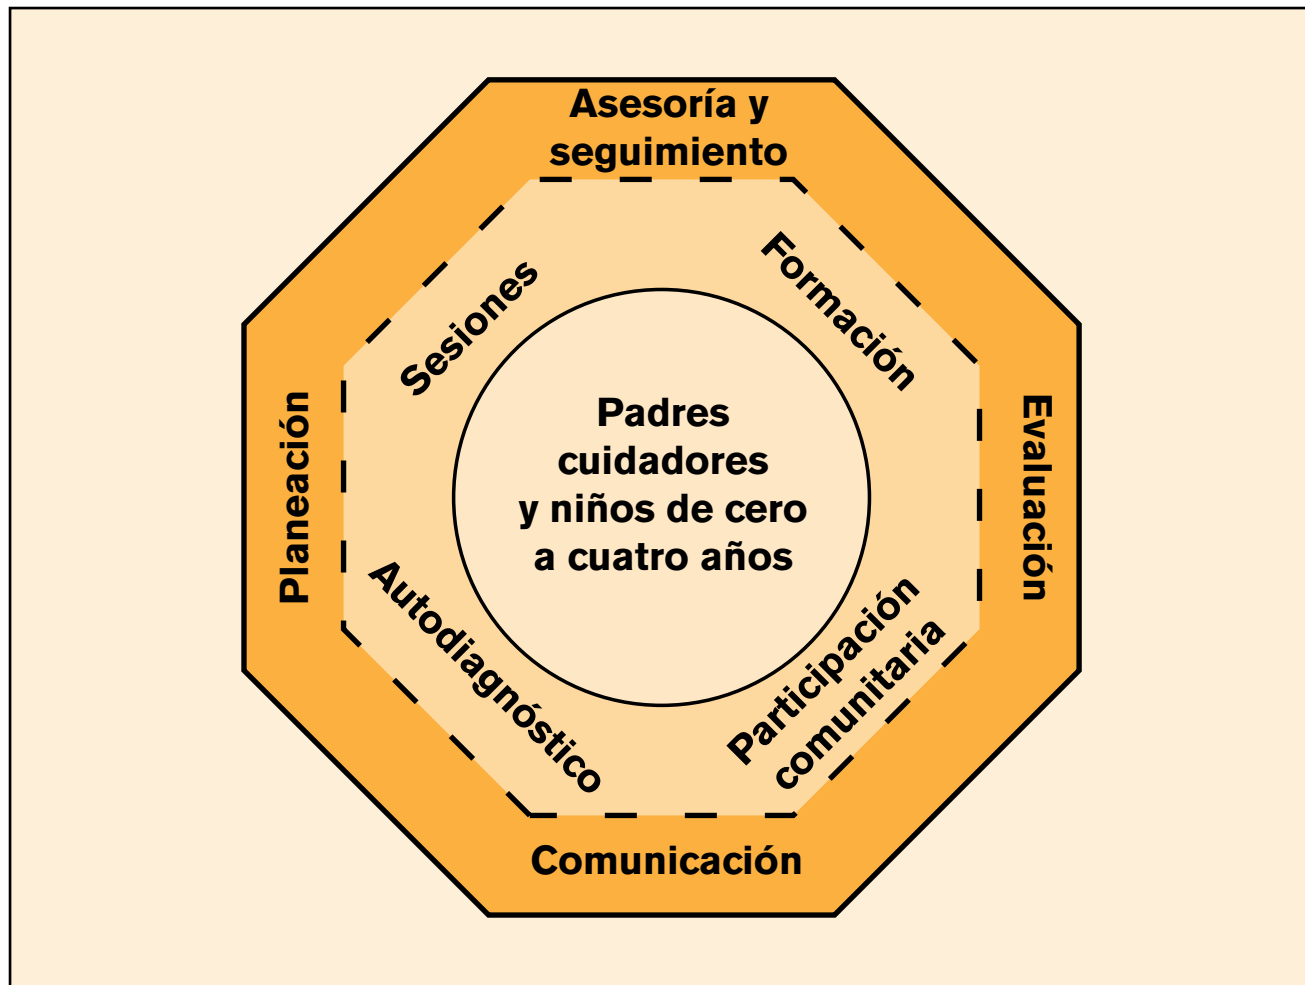 Asesoría y
seguimiento
Sesiones
Formación
Planeación
Padres
cuidadores
y niños de cero
a cuatro años
Evaluación
Autodiagnóstico
Participación
comunitaria
Comunicación